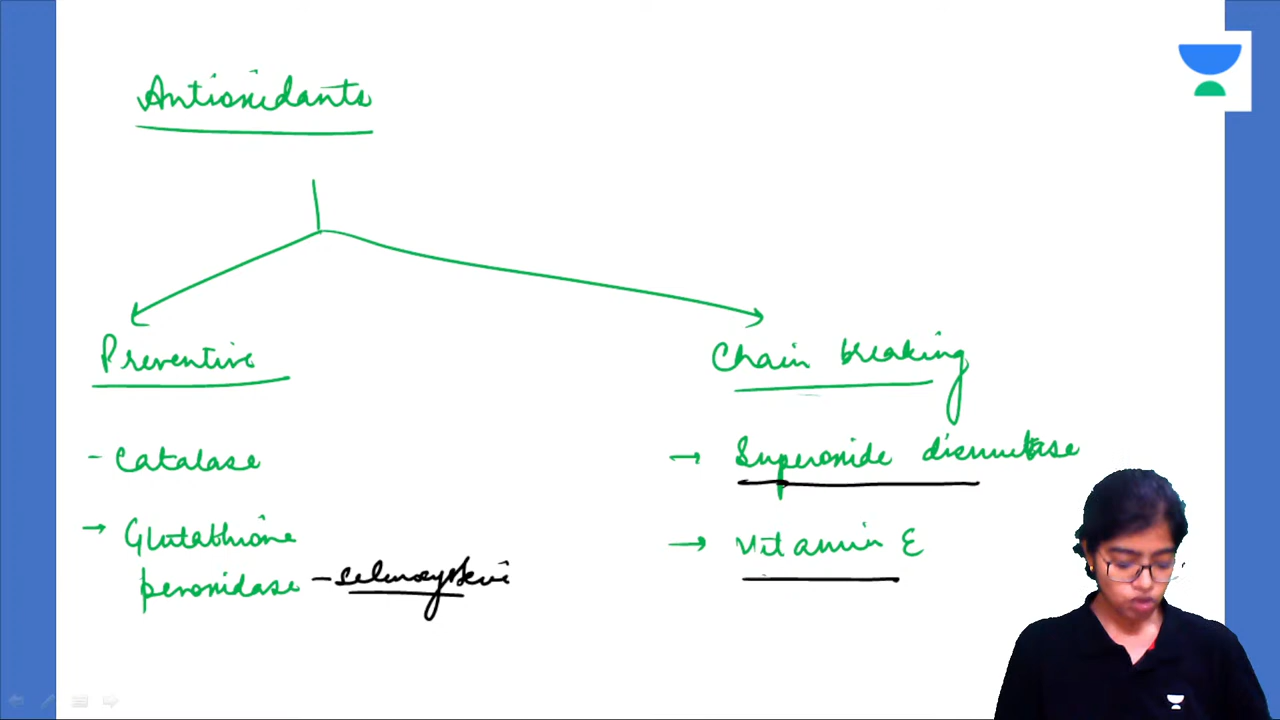 Antioxidants
Preventive
Chain breaking
- Catalase
→ Superoxide dismutase
→ Glutathione
peroxidase - selenocysteine
→ Vitamin E